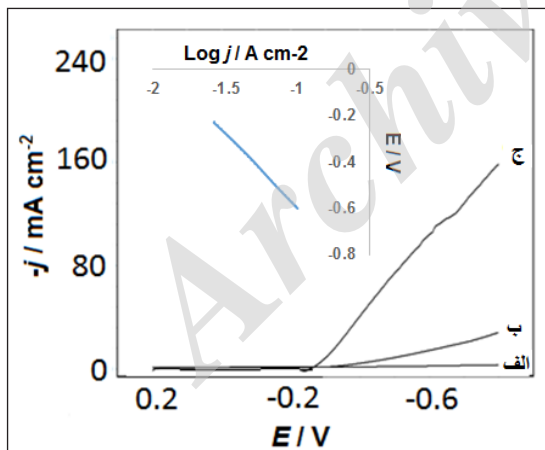 Log j / A cm-2
-2 -1.5 -1 -0.5
0
-0.2
-0.4
-0.6
-0.8
E / V
240
160
80
0
-j / mA cm-2
0.2 -0.2 -0.6
E / V
ج
ب
الف
Archiv